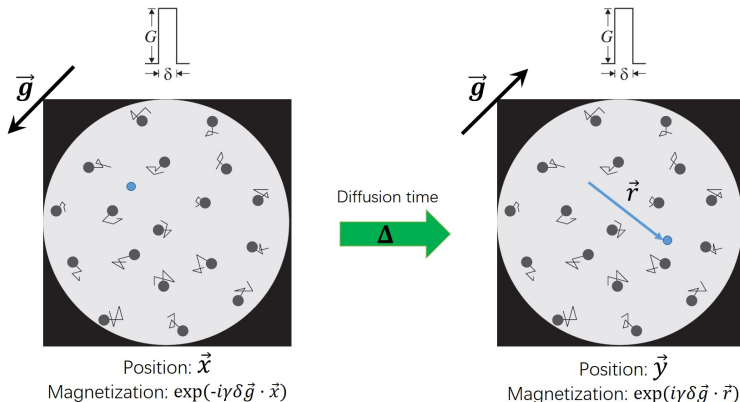 G
δ
G
δ
g⃗
g⃗
Diffusion time
Δ
r⃗
Position: x⃗
Magnetization: exp(-iγδg⃗ · x⃗)
Position: y⃗
Magnetization: exp(iγδg⃗ · r⃗)